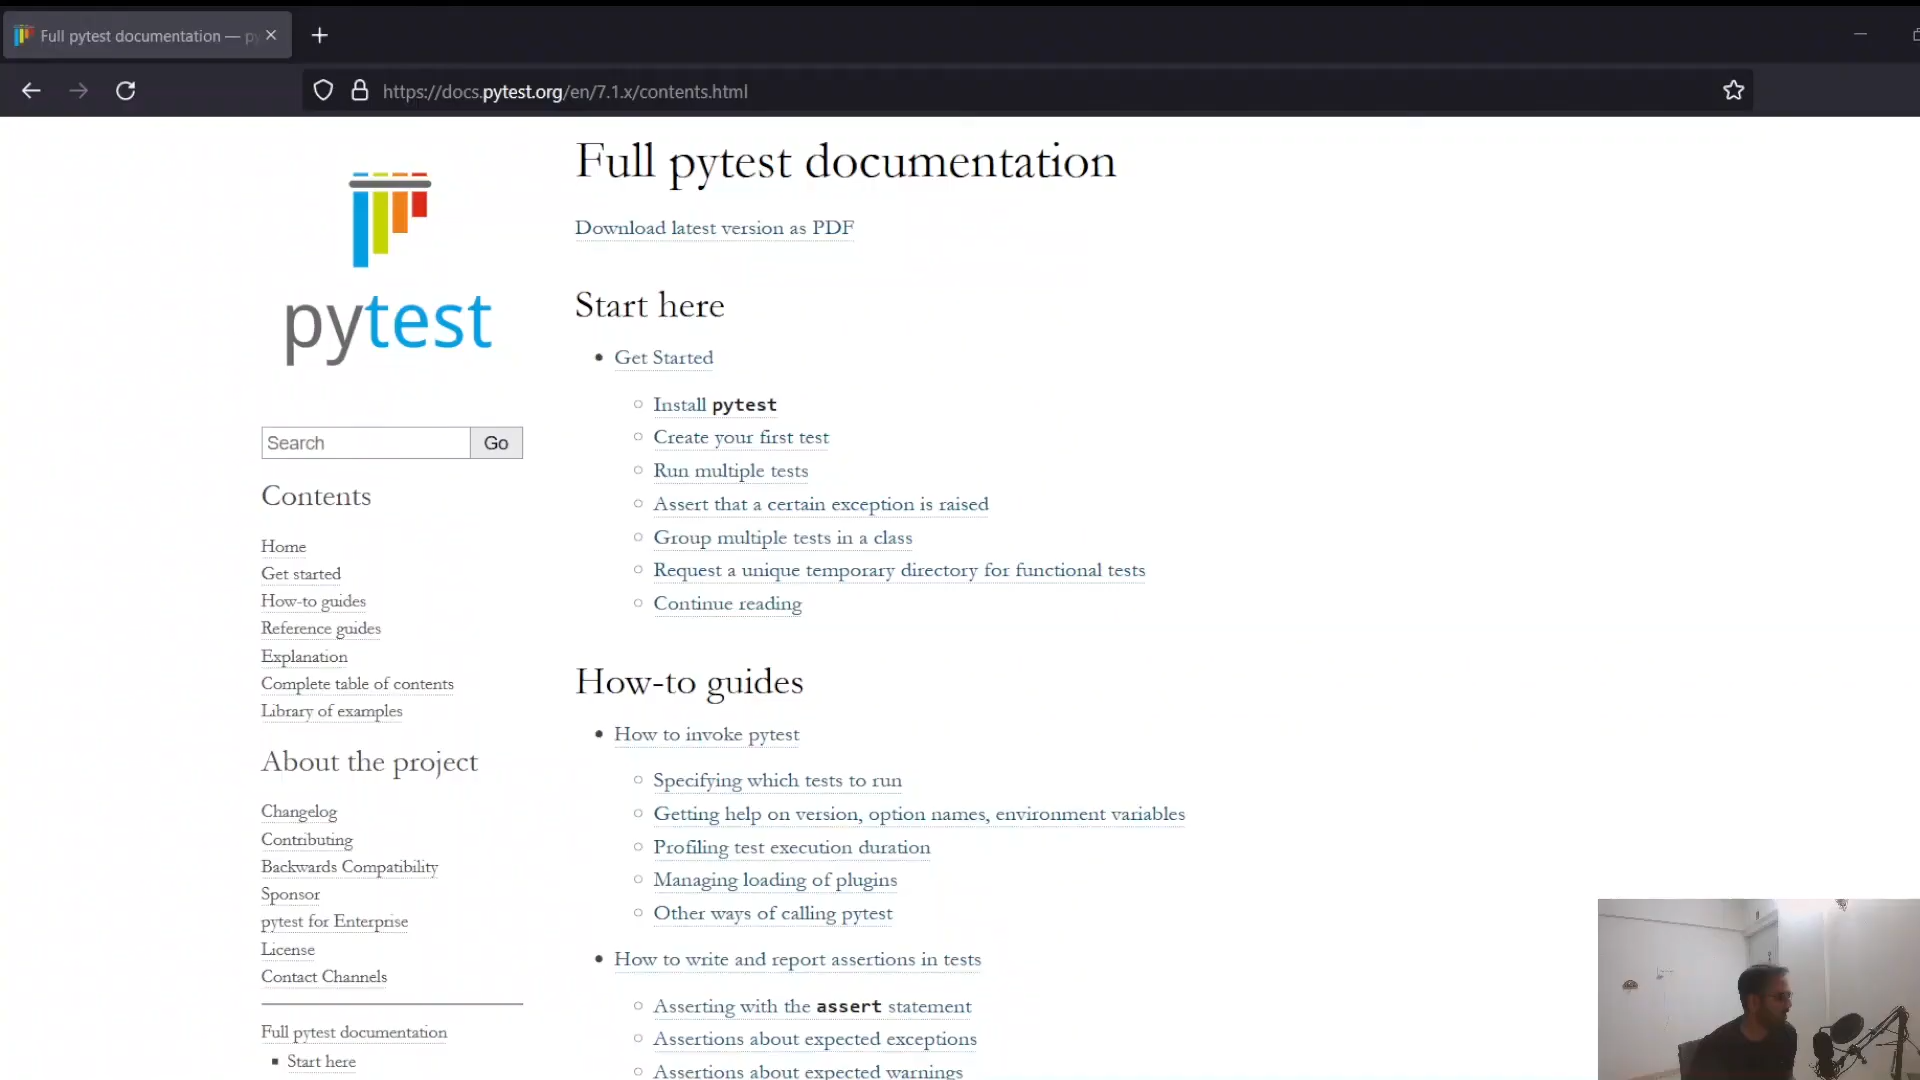 Full pytest documentation — py
https://docs.pytest.org/en/7.1.x/contents.html
pytest
Search
Go
Contents
Home
Get started
How-to guides
Reference guides
Explanation
Complete table of contents
Library of examples
About the project
Changelog
Contributing
Backwards Compatibility
Sponsor
pytest for Enterprise
License
Contact Channels
Full pytest documentation
Start here
Full pytest documentation
Download latest version as PDF
Start here
Get Started
Install pytest
Create your first test
Run multiple tests
Assert that a certain exception is raised
Group multiple tests in a class
Request a unique temporary directory for functional tests
Continue reading
How-to guides
How to invoke pytest
Specifying which tests to run
Getting help on version, option names, environment variables
Profiling test execution duration
Managing loading of plugins
Other ways of calling pytest
How to write and report assertions in tests
Asserting with the assert statement
Assertions about expected exceptions
Assertions about expected warnings